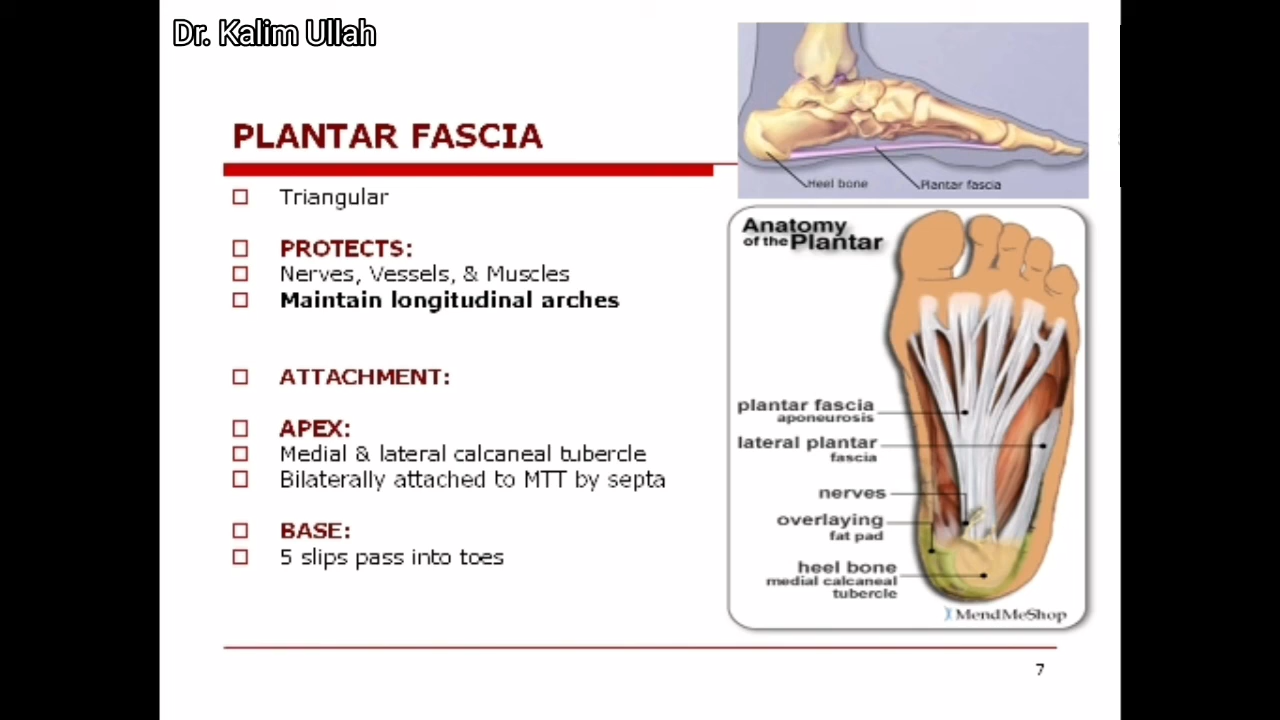 Dr. Kalim Ullah
PLANTAR FASCIA
Triangular
PROTECTS:
Nerves, Vessels, & Muscles
Maintain longitudinal arches
ATTACHMENT:
APEX:
Medial & lateral calcaneal tubercle
Bilaterally attached to MTT by septa
BASE:
5 slips pass into toes
Heel bone
Plantar fascia
Anatomy
of the Plantar
plantar fascia
aponeurosis
lateral plantar
fascia
nerves
overlaying
fat pad
heel bone
medial calcaneal
tubercle
MendMeShop
7